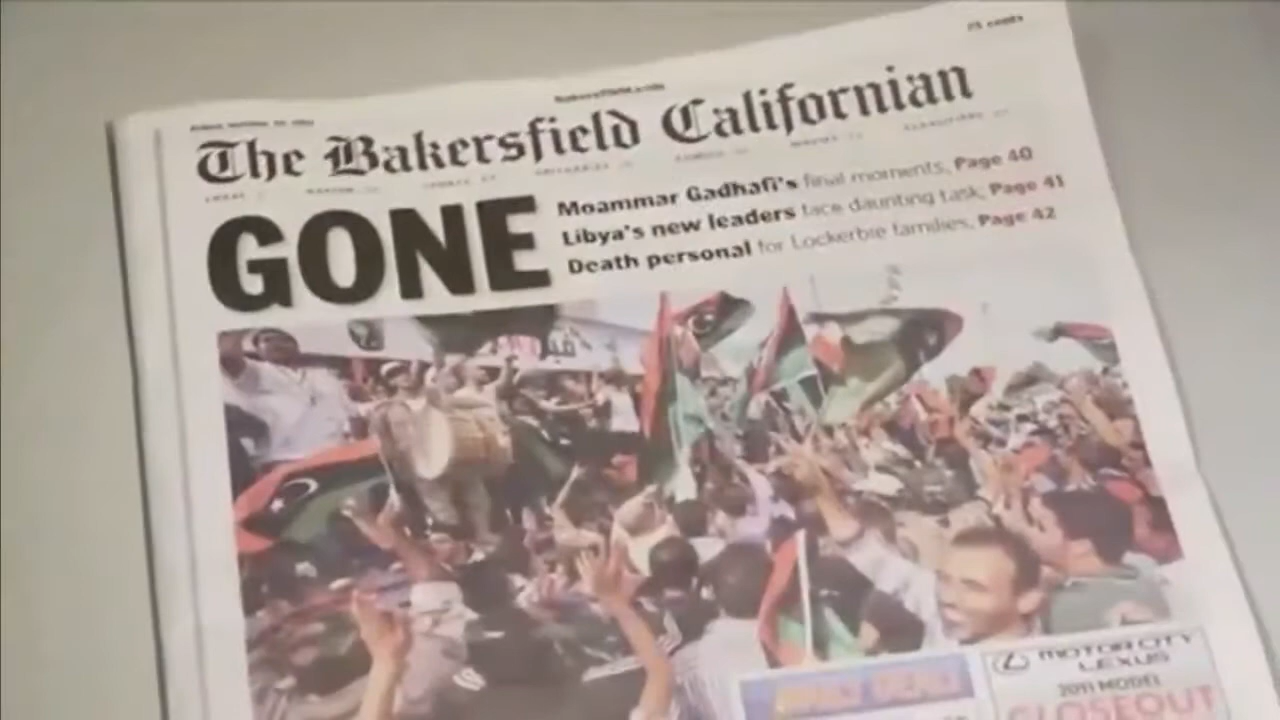 25 cents
The Bakersfield Californian
GONE
Moammar Gadhafi's final moments, Page 40
Libya's new leaders face daunting task, Page 41
Death personal for Lockerbie families, Page 42
MOTOR CITY
LEXUS
2011 MODEL
CLOSEOUT